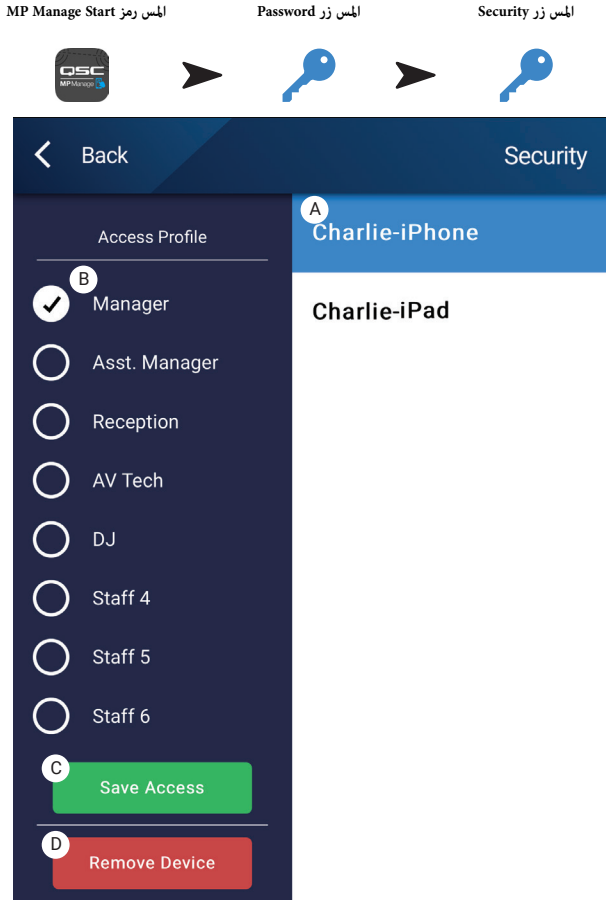 المس رمز MP Manage Start
المس زر Password
المس زر Security
QSC
MP Manage
Back
Security
Access Profile
A
Charlie-iPhone
B
Manager
Charlie-iPad
Asst. Manager
Reception
AV Tech
DJ
Staff 4
Staff 5
Staff 6
C
Save Access
D
Remove Device